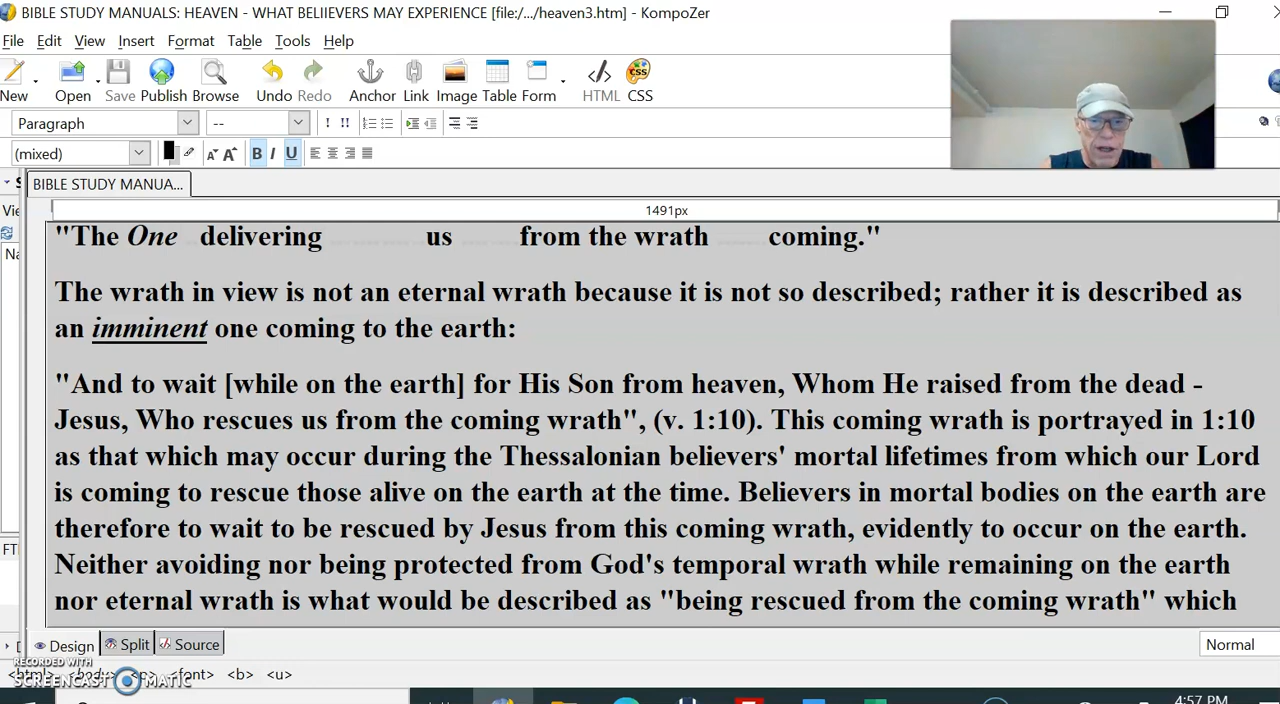 BIBLE STUDY MANUALS: HEAVEN - WHAT BELIIEVERS MAY EXPERIENCE [file:/.../heaven3.htm] - KompoZer
File Edit View Insert Format Table Tools Help
New Open Save Publish Browse Undo Redo Anchor Link Image Table Form HTML CSS
Paragraph --
(mixed) B I U
BIBLE STUDY MANUA...
1491px
"The One delivering us from the wrath coming."
The wrath in view is not an eternal wrath because it is not so described; rather it is described as
an imminent one coming to the earth:
"And to wait [while on the earth] for His Son from heaven, Whom He raised from the dead -
Jesus, Who rescues us from the coming wrath", (v. 1:10). This coming wrath is portrayed in 1:10
as that which may occur during the Thessalonian believers' mortal lifetimes from which our Lord
is coming to rescue those alive on the earth at the time. Believers in mortal bodies on the earth are
therefore to wait to be rescued by Jesus from this coming wrath, evidently to occur on the earth.
Neither avoiding nor being protected from God's temporal wrath while remaining on the earth
nor eternal wrath is what would be described as "being rescued from the coming wrath" which
Design Split Source Normal
RECORDED WITH
SCREENCAST MATIC
<html> <body> <p> <font> <b> <u>
4:57 PM